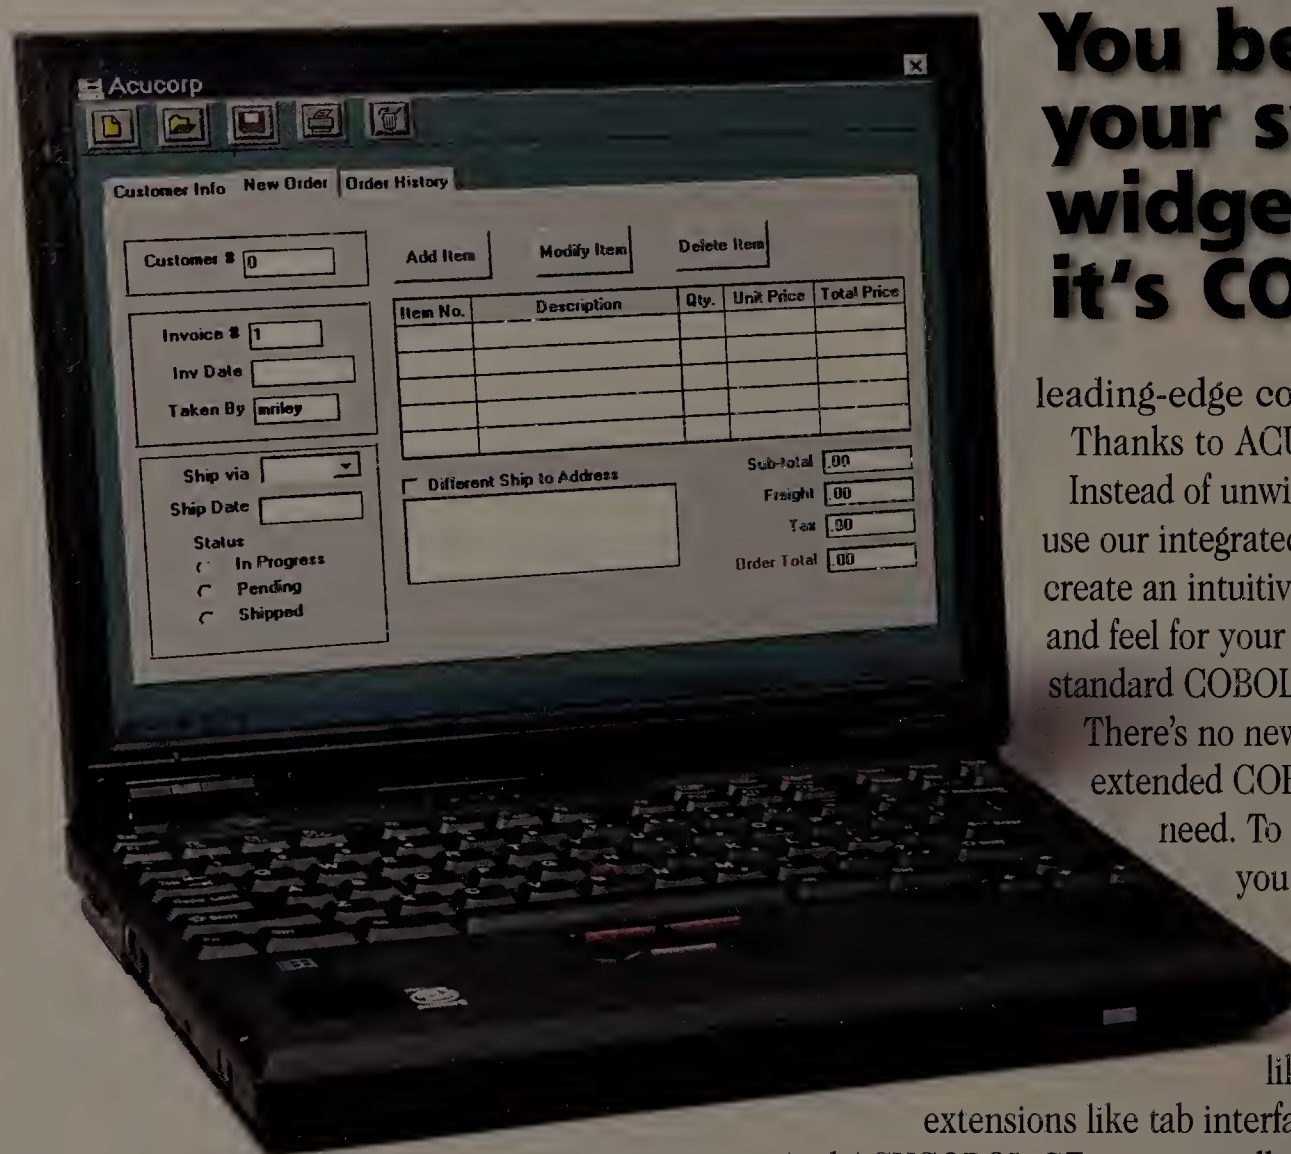 Acucorp
Customer Info New Order Order History
Customer # 0
Invoice # 1
Inv Date
Taken By mriley
Ship via
Ship Date
Status
In Progress
Pending
Shipped
Add Item Modify Item Delete Item
Item No. Description Qty. Unit Price Total Price
Different Ship to Address
Sub-total .00
Freight .00
Tax .00
Order Total .00
You be
your s
widge
it's CO
leading-edge co
Thanks to ACU
Instead of unwi
use our integrated
create an intuitiv
and feel for your
standard COBOL
There's no new
extended COB
need. To
you
lik
extensions like tab interfa